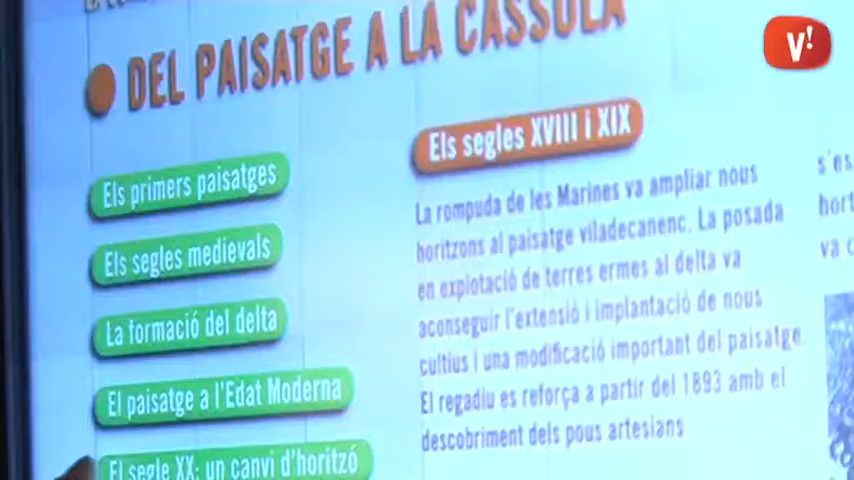 DEL PAISATGE A LA CASSOLA
V!
Els primers paisatges
Els segles medievals
La formació del delta
El paisatge a l'Edat Moderna
El segle XX: un canvi d'horitzó
Els segles XVIII i XIX
La rompuda de les Marines va ampliar nous
horitzons al paisatge viladecanenc. La posada
en explotació de terres ermes al delta va
aconseguir l'extensió i implantació de nous
cultius i una modificació important del paisatge.
El regadiu es reforça a partir del 1893 amb el
descobriment dels pous artesians
s'es
hort
va